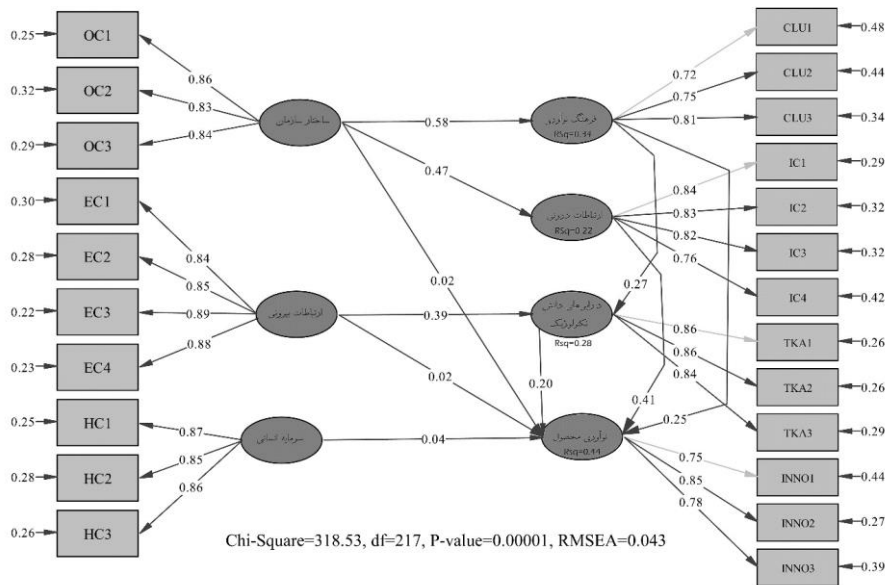 0.25
OC1
0.32
OC2
0.29
OC3
0.30
EC1
0.28
EC2
0.22
EC3
0.23
EC4
0.25
HC1
0.28
HC2
0.26
HC3
0.86
0.83
0.84
0.84
0.85
0.89
0.88
0.87
0.85
0.86
ساختار سازمانی
ارتباطات بیرونی
سرمایه انسانی
0.58
0.47
0.02
0.39
0.02
0.04
فرهنگ نوآوری
RSq=0.34
ارتباطات درونی
RSq=0.22
دارایی‌های دانش
تکنولوژیک
Rsq=0.28
نوآوری محصول
Rsq=0.44
0.27
0.20
0.41
0.25
0.72
0.75
0.81
0.84
0.83
0.82
0.76
0.86
0.86
0.84
0.75
0.85
0.78
CLU1
0.48
CLU2
0.44
CLU3
0.34
IC1
0.29
IC2
0.32
IC3
0.32
IC4
0.42
TKA1
0.26
TKA2
0.26
TKA3
0.29
INNO1
0.44
INNO2
0.27
INNO3
0.39
Chi-Square=318.53, df=217, P-value=0.00001, RMSEA=0.043